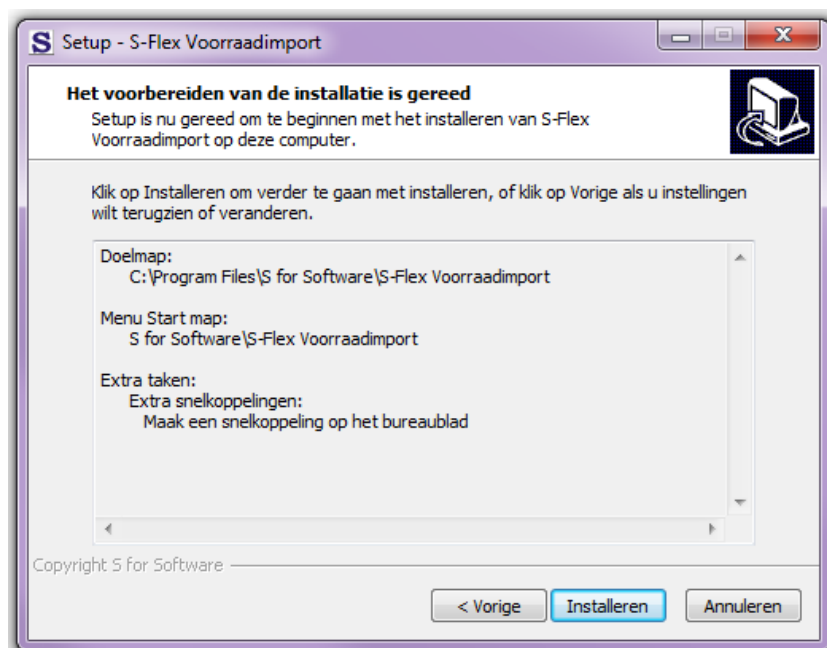 S Setup - S-Flex Voorraadimport
Het voorbereiden van de installatie is gereed
Setup is nu gereed om te beginnen met het installeren van S-Flex
Voorraadimport op deze computer.
Klik op Installeren om verder te gaan met installeren, of klik op Vorige als u instellingen
wilt terugzien of veranderen.
Doelmap:
C:\Program Files\S for Software\S-Flex Voorraadimport
Menu Start map:
S for Software\S-Flex Voorraadimport
Extra taken:
Extra snelkoppelingen:
Maak een snelkoppeling op het bureaublad
Copyright S for Software
< Vorige Installeren Annuleren